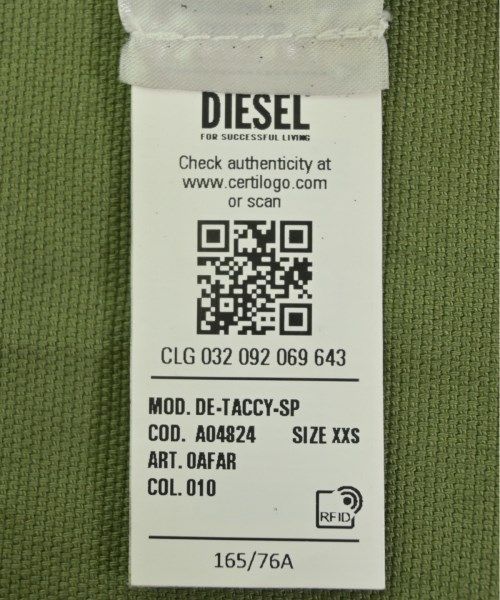 DIESEL
FOR SUCCESSFUL LIVING
Check authenticity at
www.certilogo.com
or scan
CLG 032 092 069 643
MOD. DE-TACCY-SP
COD. A04824 SIZE XXS
ART. 0AFAR
COL. 010
RFID
165/76A